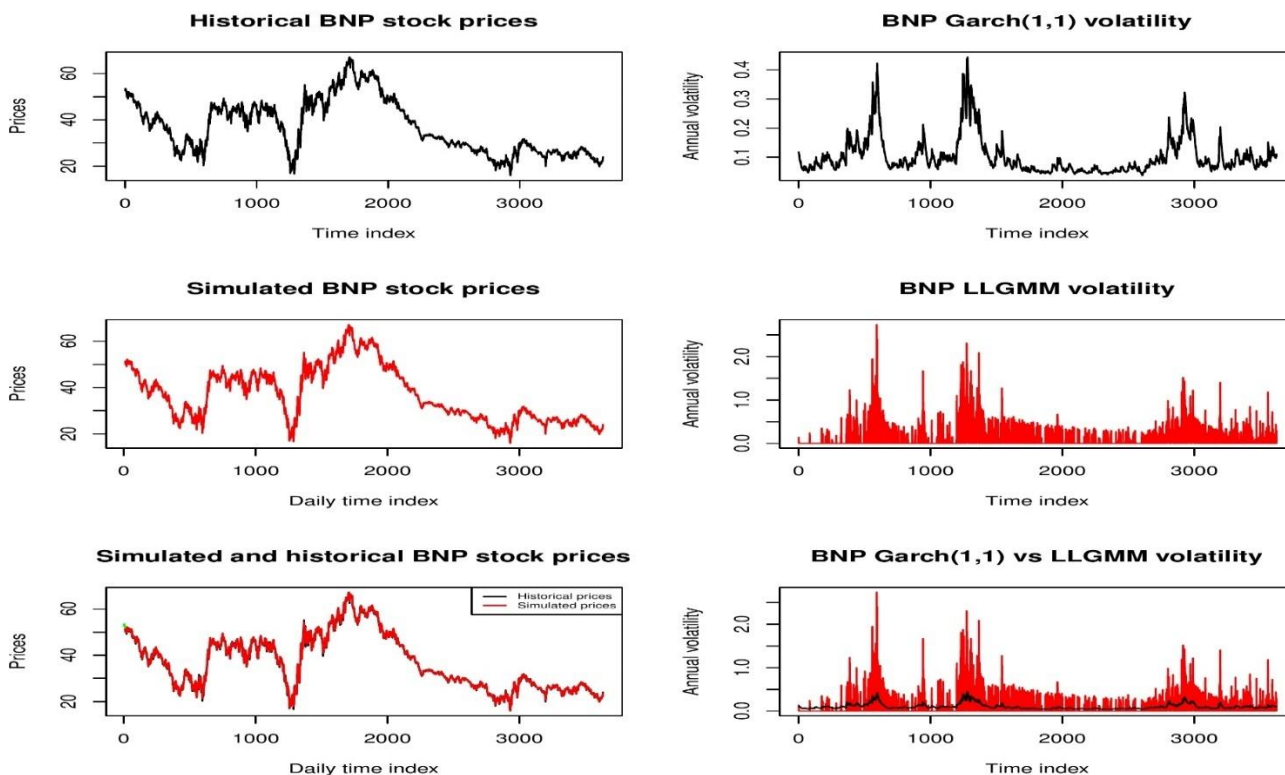 Historical BNP stock prices
Prices
60
40
20
0 1000 2000 3000
Time index
BNP Garch(1,1) volatility
Annual volatility
0.4
0.3
0.2
0.1
0 1000 2000 3000
Time index
Simulated BNP stock prices
Prices
60
40
20
0 1000 2000 3000
Daily time index
BNP LLGMM volatility
Annual volatility
2.0
1.0
0.0
0 1000 2000 3000
Time index
Simulated and historical BNP stock prices
Prices
60
40
20
Historical prices
Simulated prices
0 1000 2000 3000
Daily time index
BNP Garch(1,1) vs LLGMM volatility
Annual volatility
2.0
1.0
0.0
0 1000 2000 3000
Time index